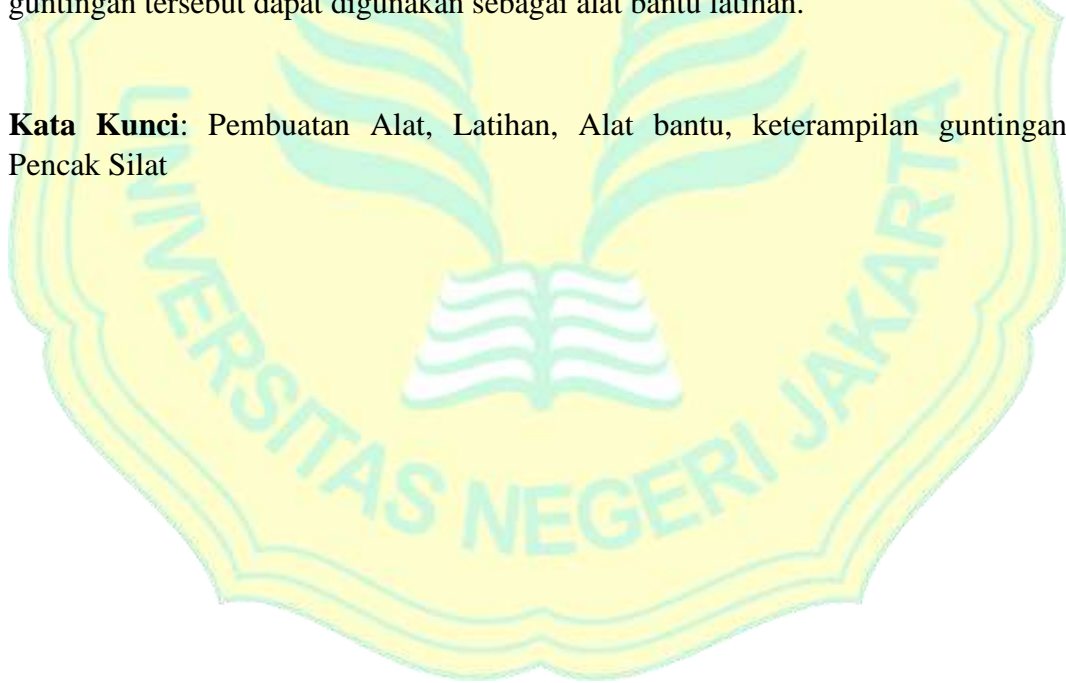 guntingan tersebut dapat digunakan sebagai alat bantu latihan.
Kata Kunci: Pembuatan Alat, Latihan, Alat bantu, keterampilan guntingan
Pencak Silat
UNIVERSITAS NEGERI JAKARTA